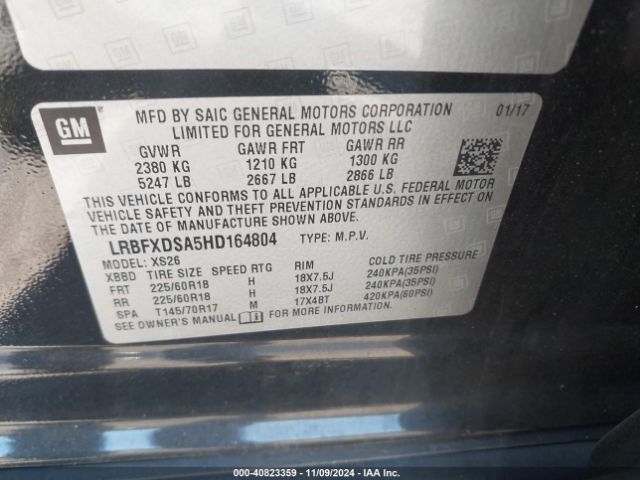 GM
GM
GM
GM
MFD BY SAIC GENERAL MOTORS CORPORATION 01/17
LIMITED FOR GENERAL MOTORS LLC
GVWR GAWR FRT GAWR RR
2380 KG 1210 KG 1300 KG
5247 LB 2667 LB 2866 LB
THIS VEHICLE CONFORMS TO ALL APPLICABLE U.S. FEDERAL MOTOR
VEHICLE SAFETY AND THEFT PREVENTION STANDARDS IN EFFECT ON
THE DATE OF MANUFACTURE SHOWN ABOVE.
LRBFXDSA5HD164804 TYPE: M.P.V.
MODEL: XS26
XBBD TIRE SIZE SPEED RTG RIM COLD TIRE PRESSURE
FRT 225/60R18 H 18X7.5J 240KPA(35PSI)
RR 225/60R18 H 18X7.5J 240KPA(35PSI)
SPA T145/70R17 M 17X4BT 420KPA(60PSI)
SEE OWNER'S MANUAL FOR MORE INFORMATION.
000-40823359 - 11/09/2024 - IAA Inc.